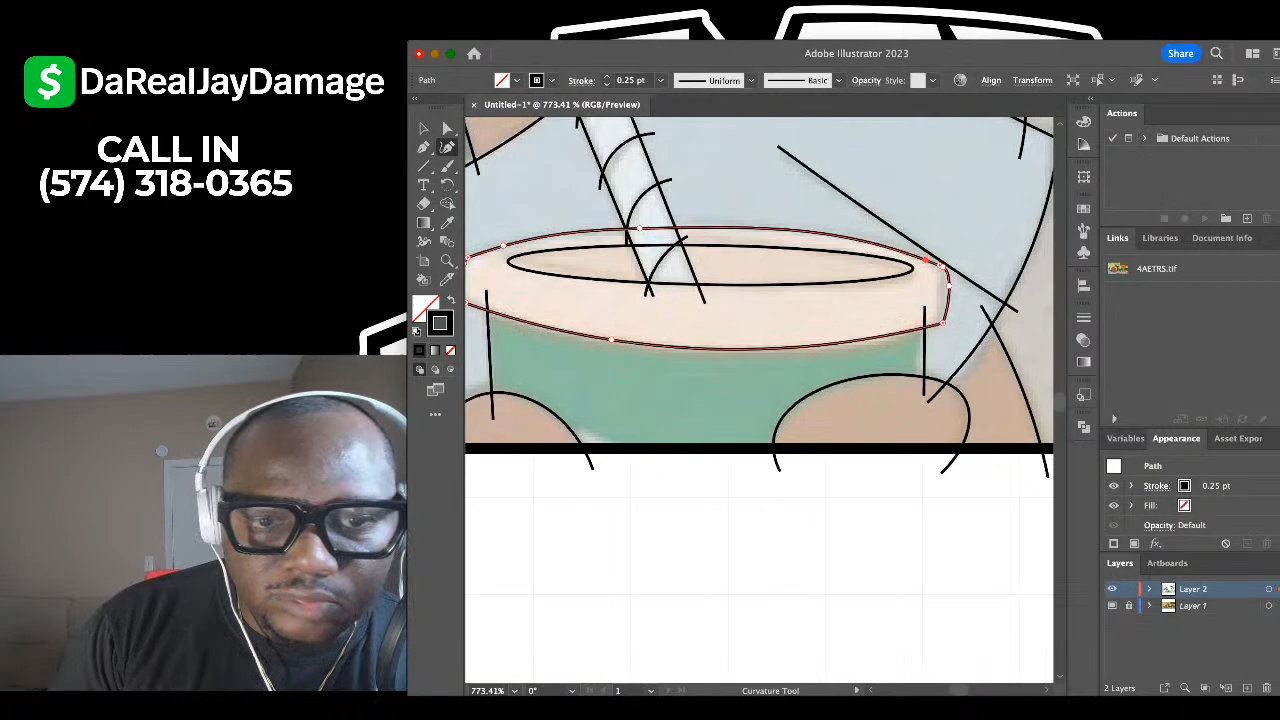 $ DaRealJayDamage
CALL IN
(574) 318-0365
Adobe Illustrator 2023
Share
Path
Stroke:
0.25 pt
Uniform
Basic
Opacity
Style:
Align
Transform
× Untitled-1* @ 773.41 % (RGB/Preview)
Actions
Default Actions
Links
Libraries
Document Info
4AETRS.tif
Variables
Appearance
Asset Expor
Path
Stroke:
0.25 pt
Fill:
Opacity: Default
fx
Layers
Artboards
Layer 2
Layer 1
773.41%
0°
1
Curvature Tool
2 Layers